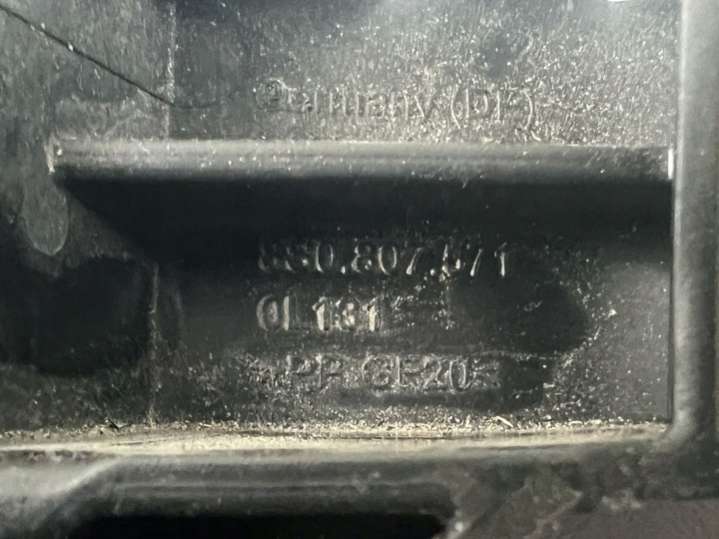 Germany (DF)
8S0.807.571
0L131
>PP GF20<